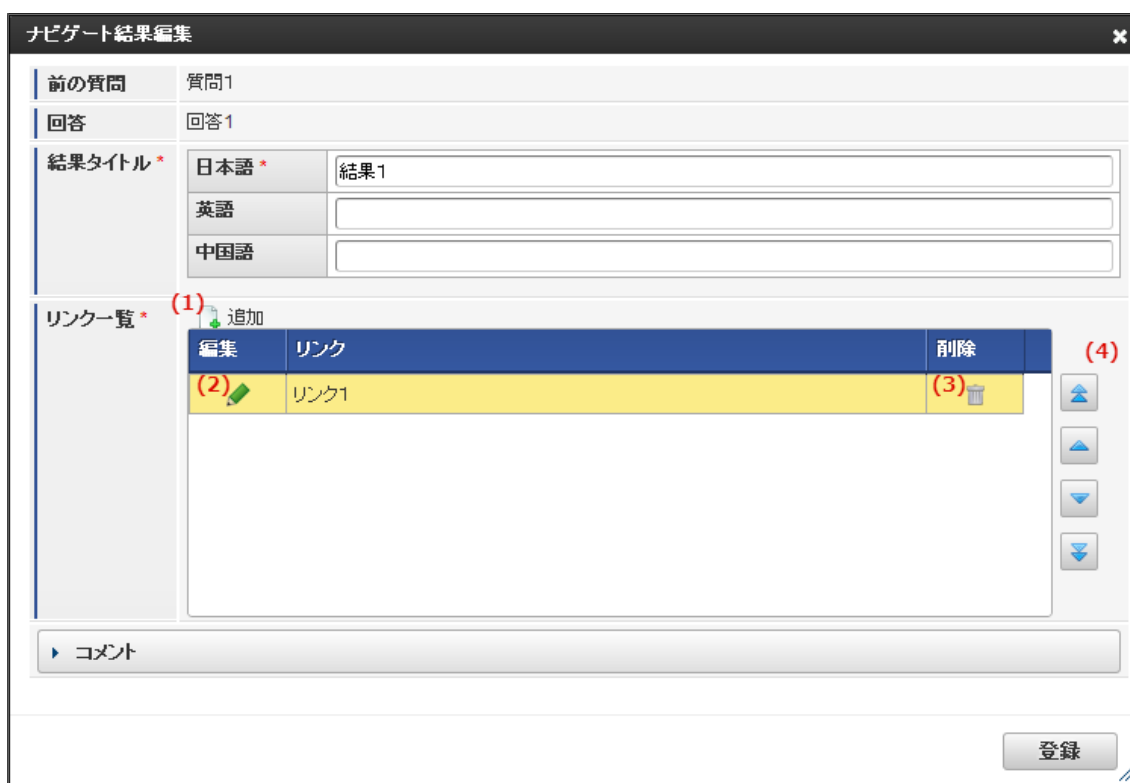 ナビゲート結果編集
前の質問 質問1
回答 回答1
結果タイトル * 日本語 * 結果1
英語
中国語
リンク一覧 * (1) 追加
編集 リンク 削除 (4)
(2) リンク1 (3)
コメント
登録